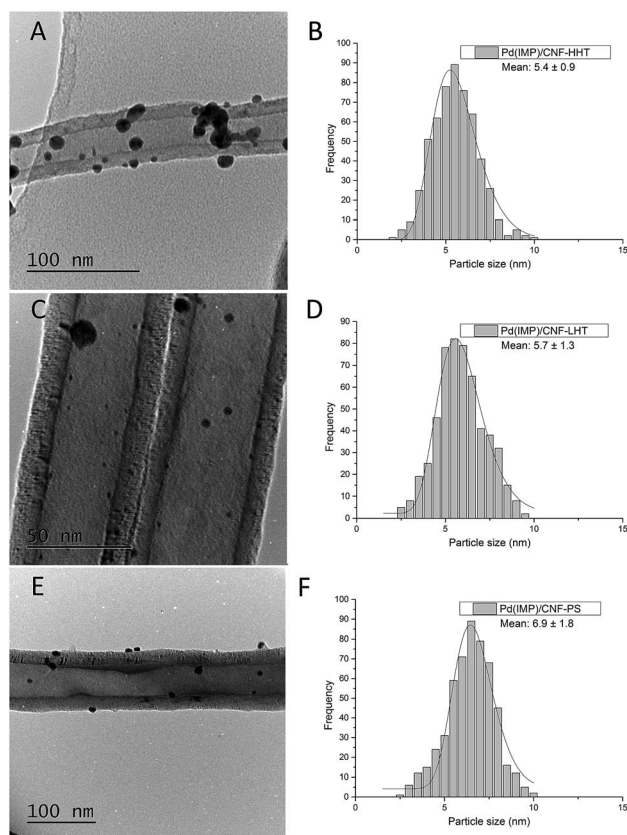 A
100 nm
B
Pd(IMP)/CNF-HHT
Mean: 5.4 ± 0.9
Frequency
100
90
80
70
60
50
40
30
20
10
0
5 10 15
Particle size (nm)
C
50 nm
D
Pd(IMP)/CNF-LHT
Mean: 5.7 ± 1.3
Frequency
90
80
70
60
50
40
30
20
10
0
5 10 15
Particle size (nm)
E
100 nm
F
Pd(IMP)/CNF-PS
Mean: 6.9 ± 1.8
Frequency
100
90
80
70
60
50
40
30
20
10
0
5 10 15
Particle size (nm)